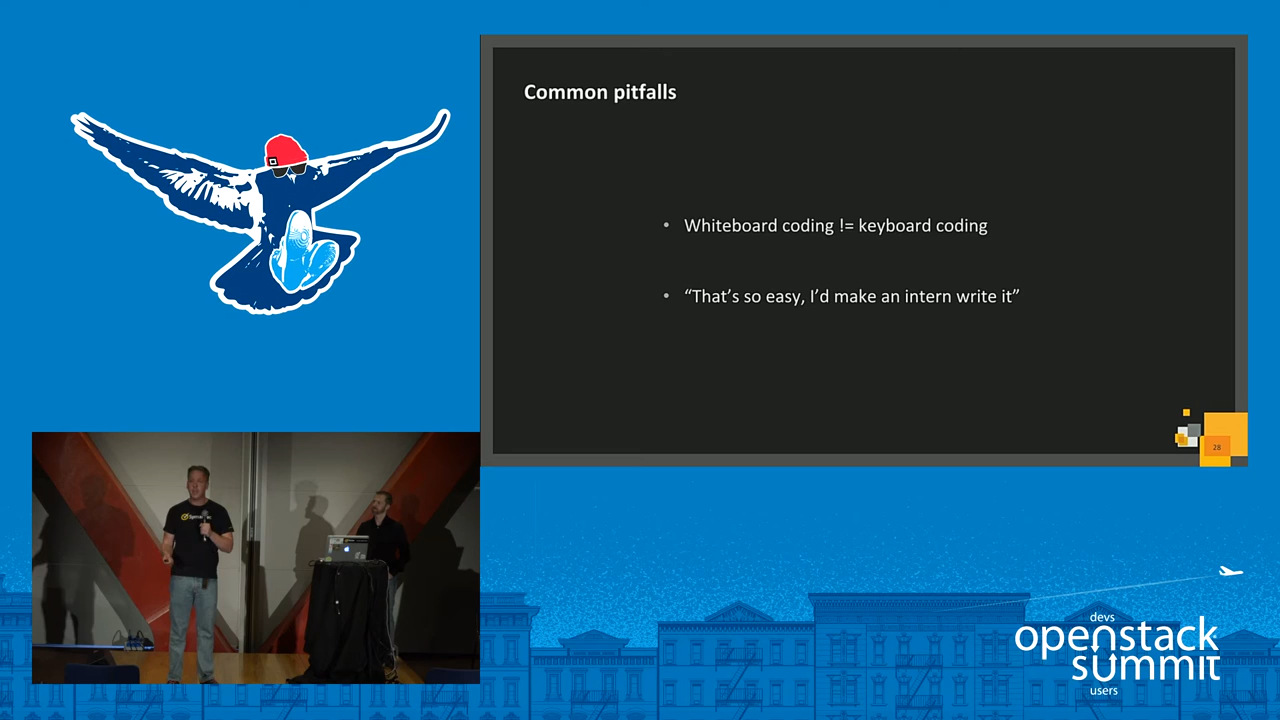 Common pitfalls
• Whiteboard coding != keyboard coding
• “That’s so easy, I’d make an intern write it”
28
devs
openstack
summit
users